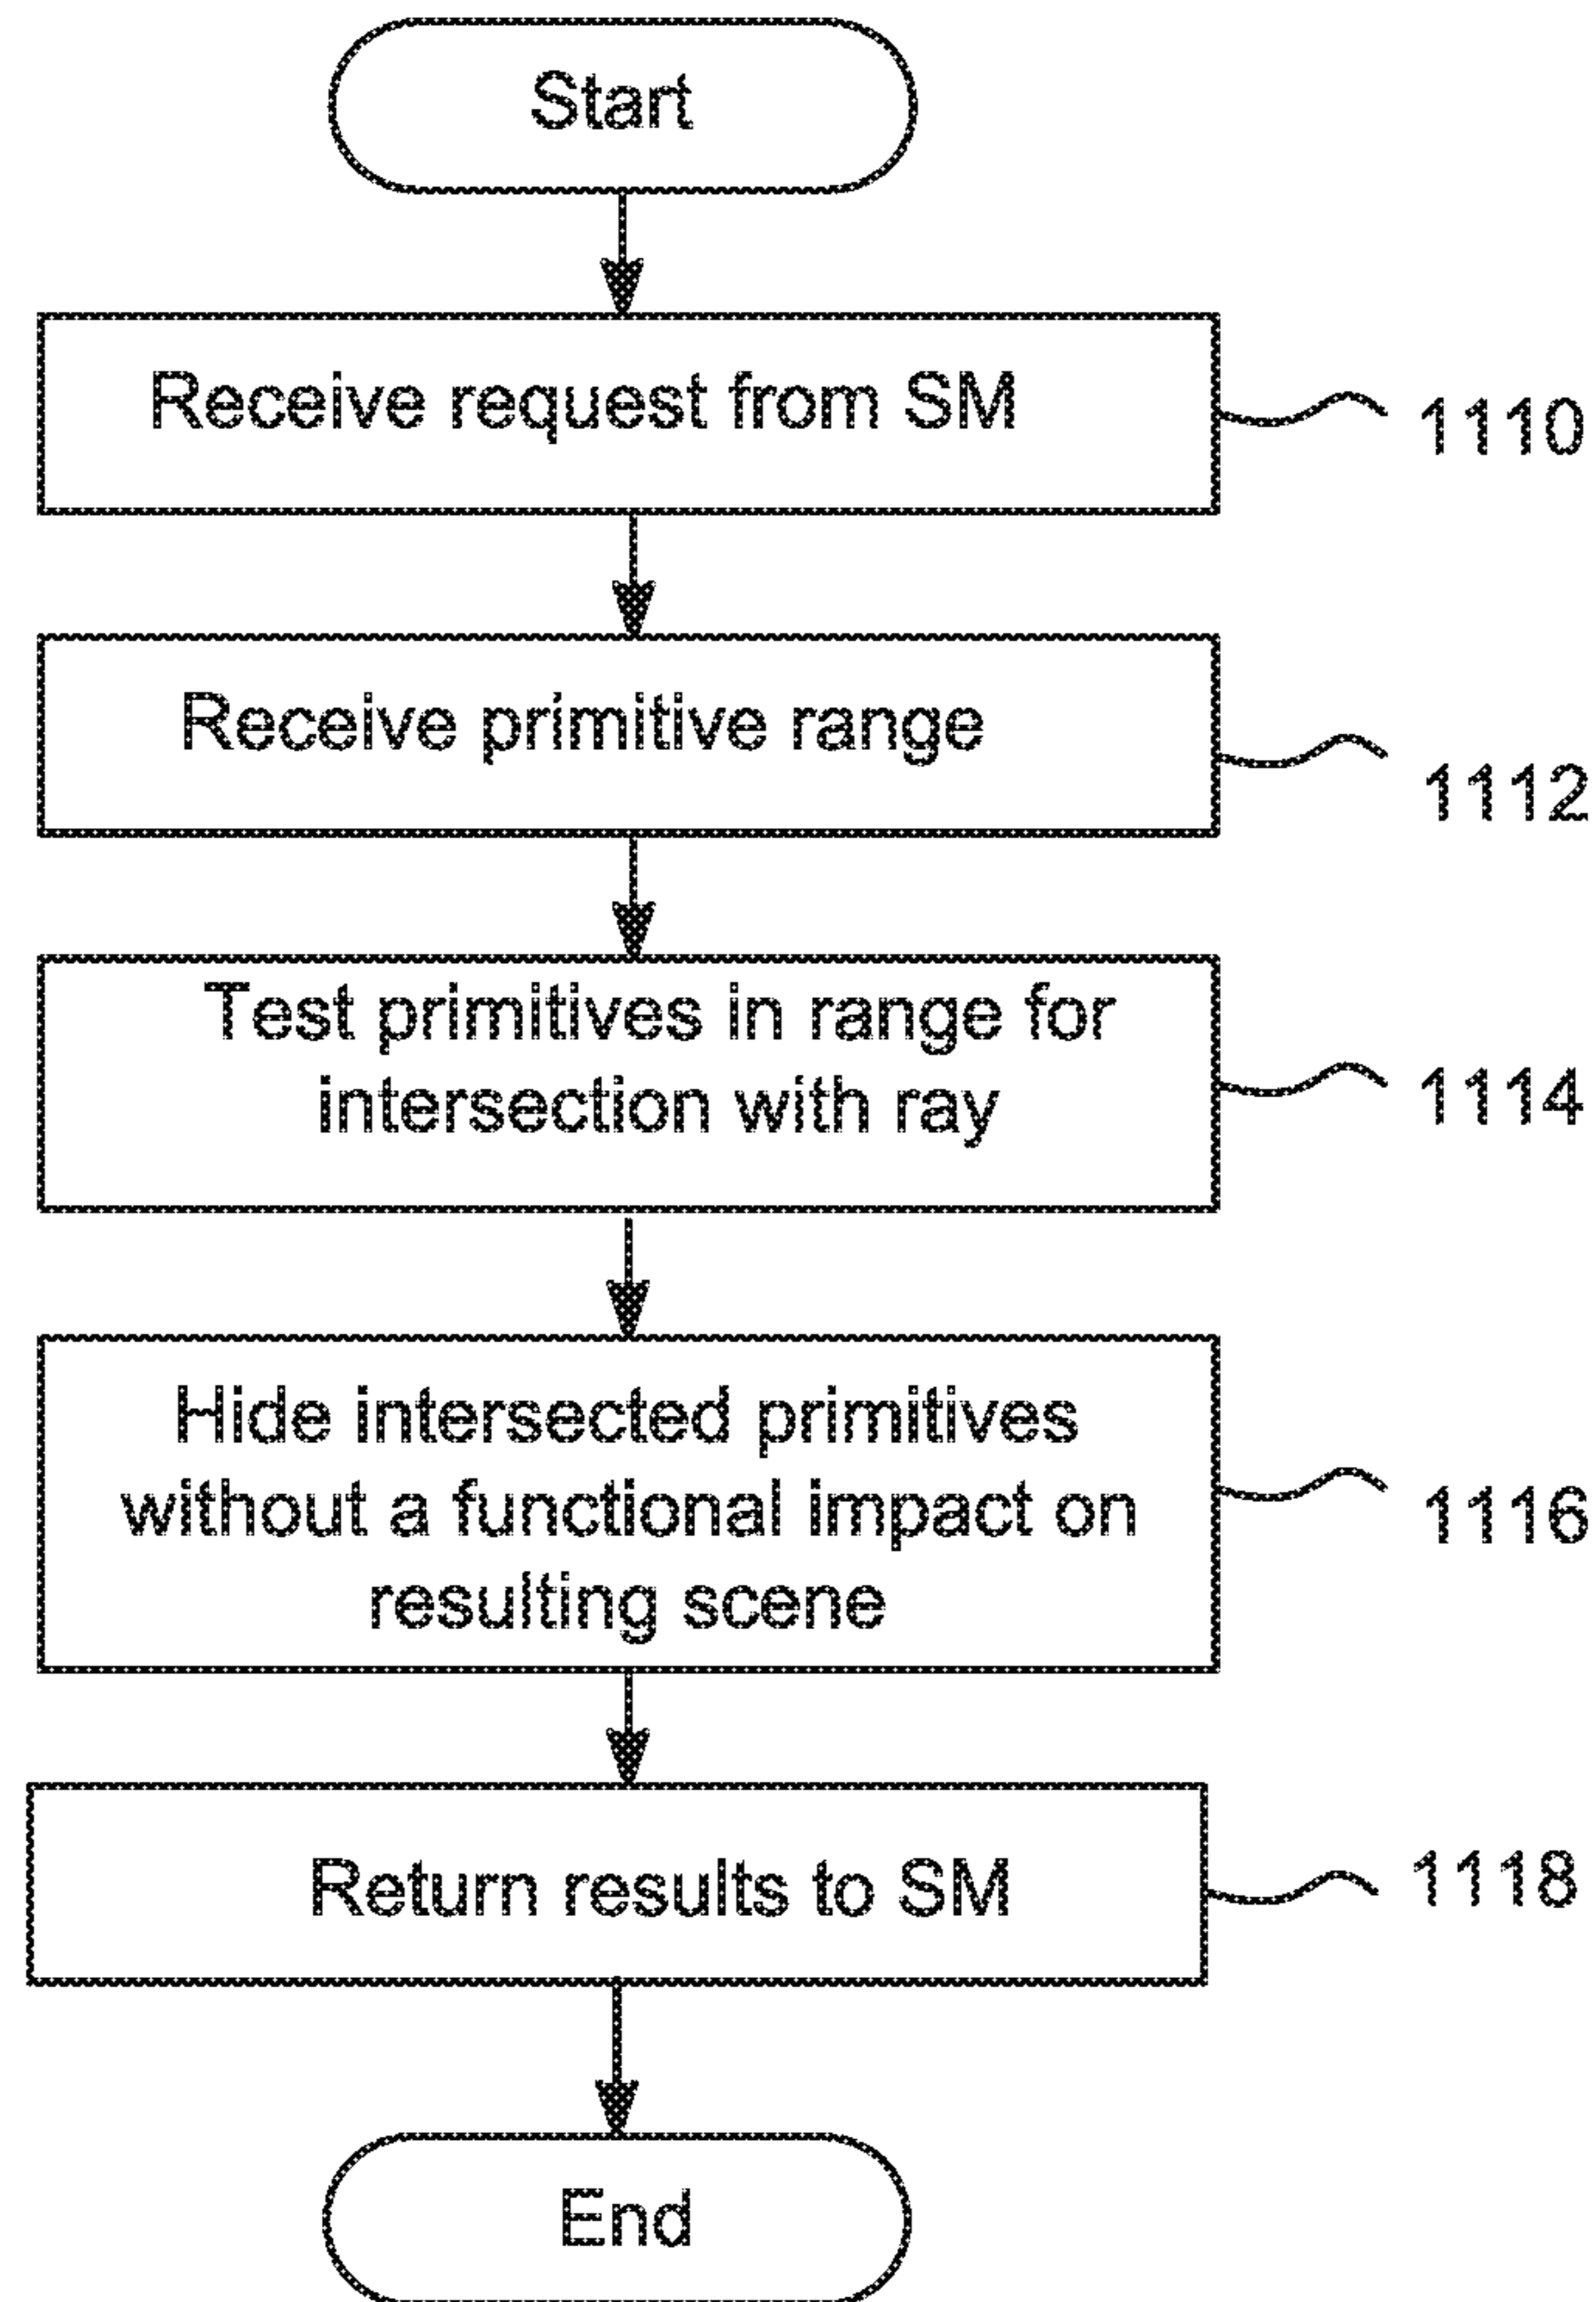 Start
Receive request from SM
1110
Receive primitive range
1112
Test primitives in range for
intersection with ray
1114
Hide intersected primitives
without a functional impact on
resulting scene
1116
Return results to SM
1118
End